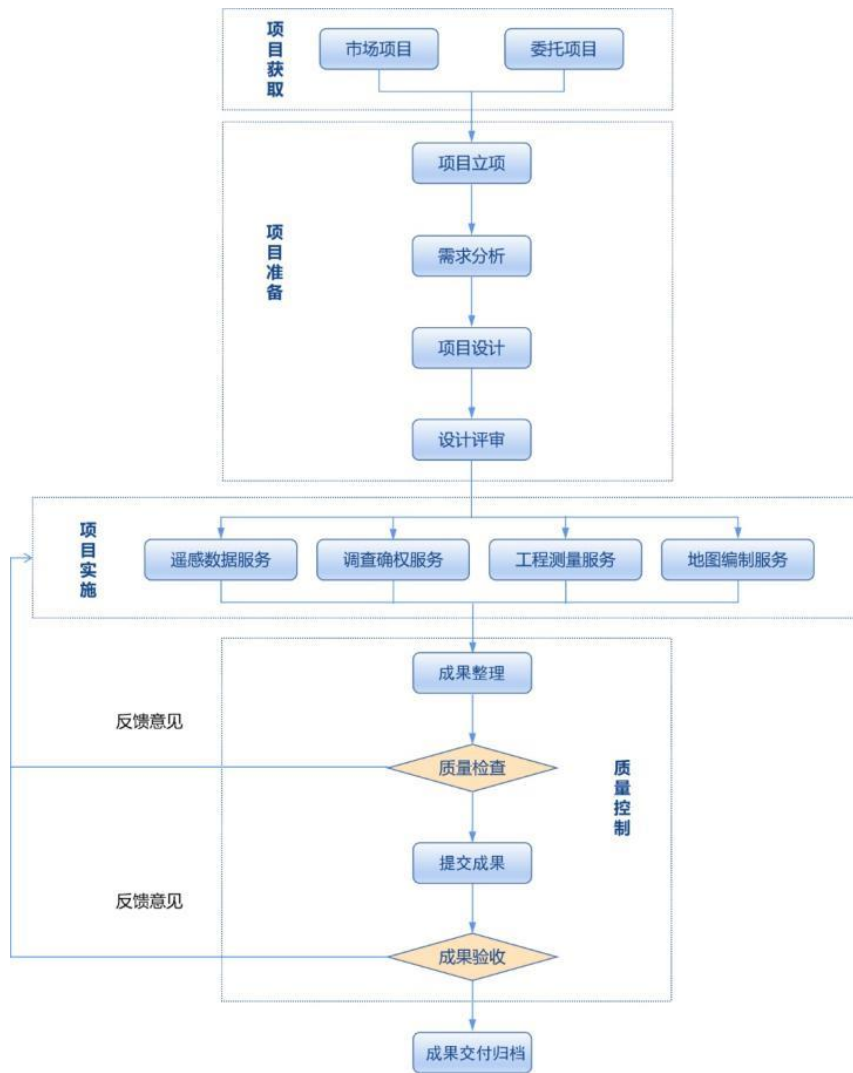 项目获取
市场项目
委托项目
项目准备
项目立项
需求分析
项目设计
设计评审
项目实施
遥感数据服务
调查确权服务
工程测量服务
地图编制服务
成果整理
反馈意见
质量检查
质量控制
提交成果
反馈意见
成果验收
成果交付归档